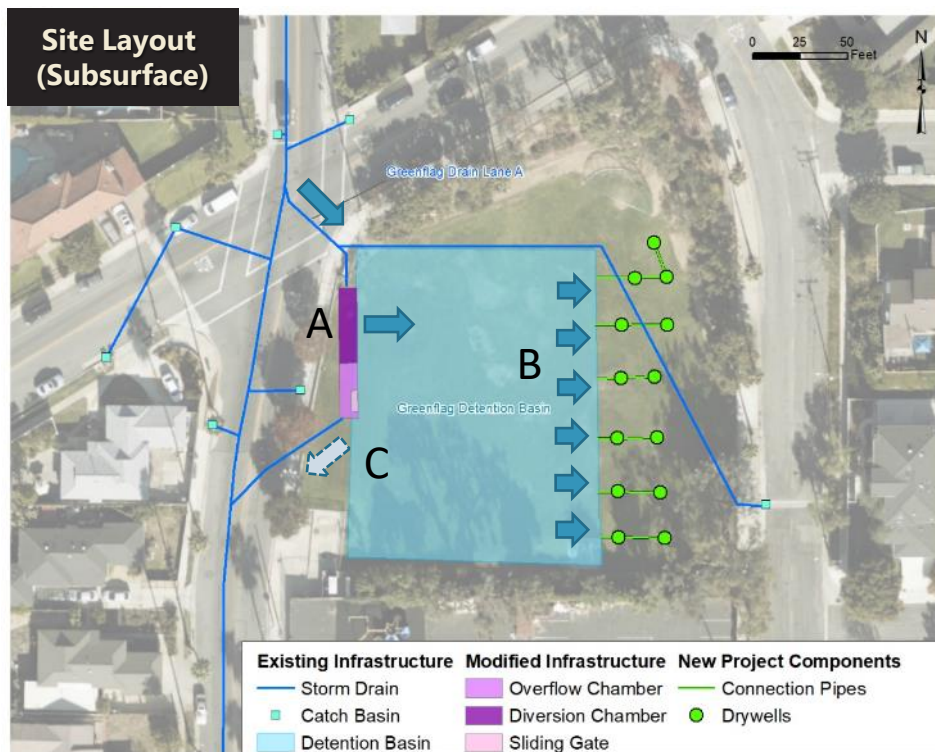 Site Layout
(Subsurface)
0 25 50
Feet
N
Greenflag Drain Lane A
A
B
Greenflag Detention Basin
C
Existing Infrastructure
Storm Drain
Catch Basin
Detention Basin
Modified Infrastructure
Overflow Chamber
Diversion Chamber
Sliding Gate
New Project Components
Connection Pipes
Drywells